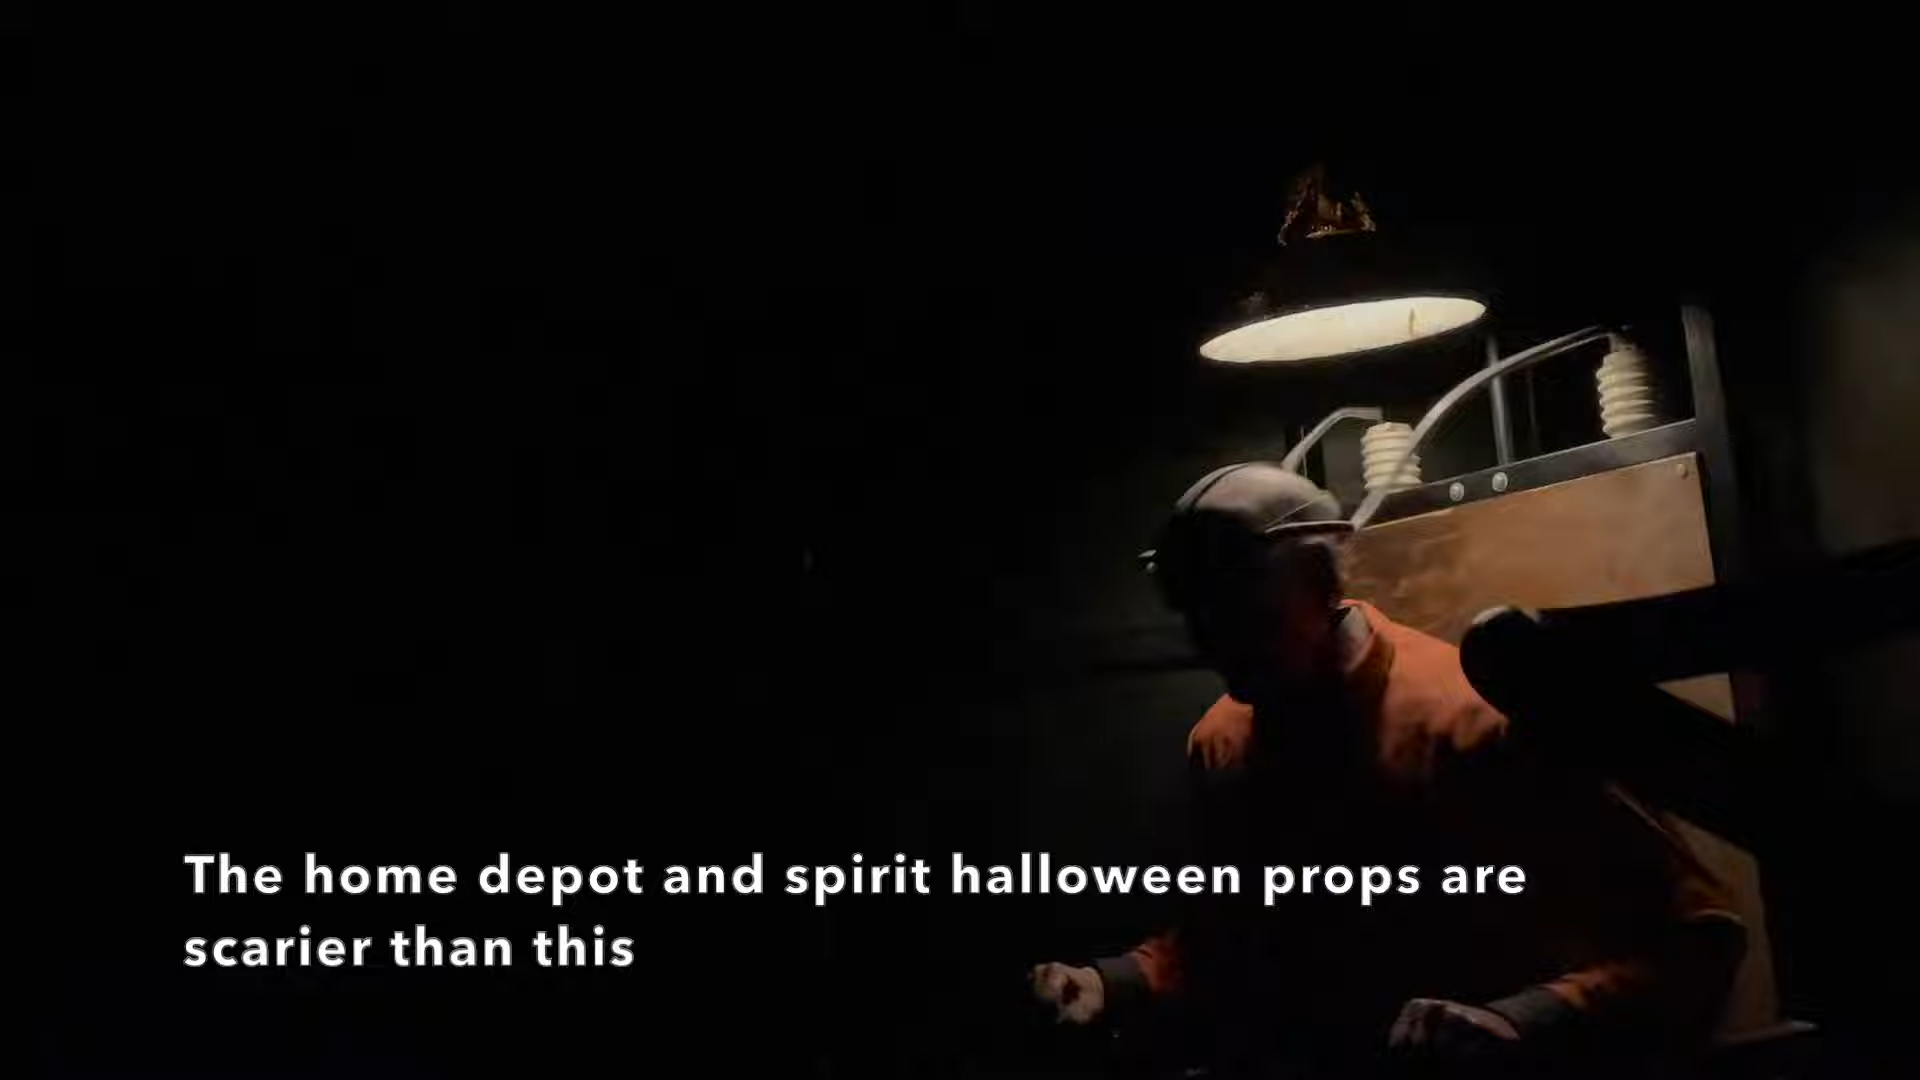 The home depot and spirit halloween props are
scarier than this